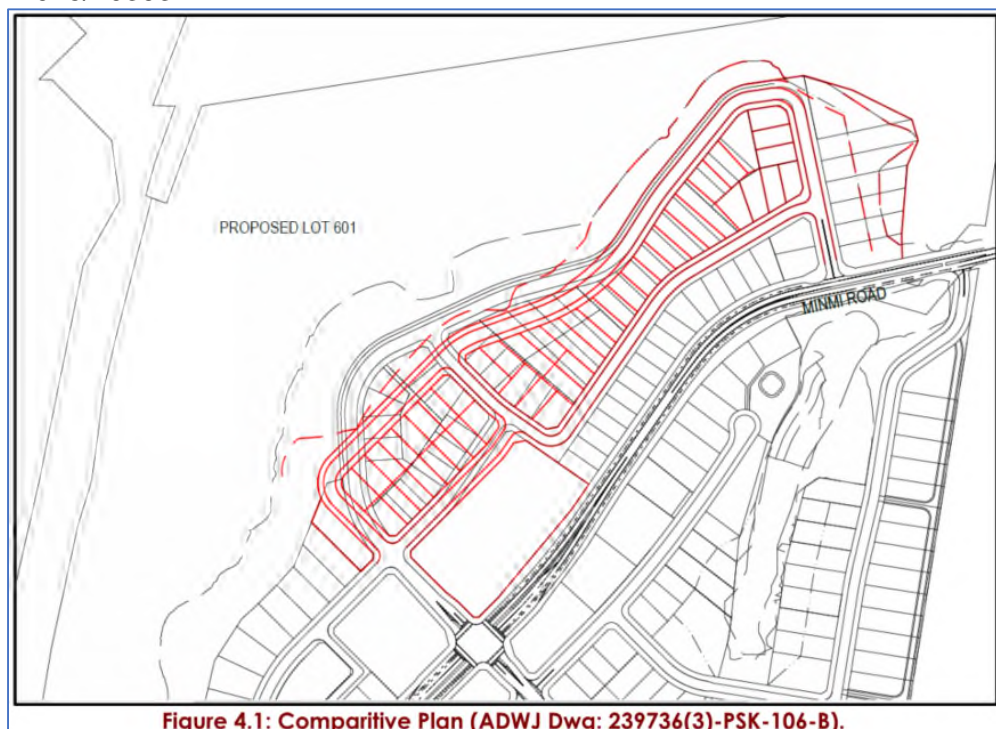 PROPOSED LOT 601
MINMI ROAD
Figure 4.1: Comparitive Plan (ADWJ Dwg: 239736(3)-PSK-106-B).